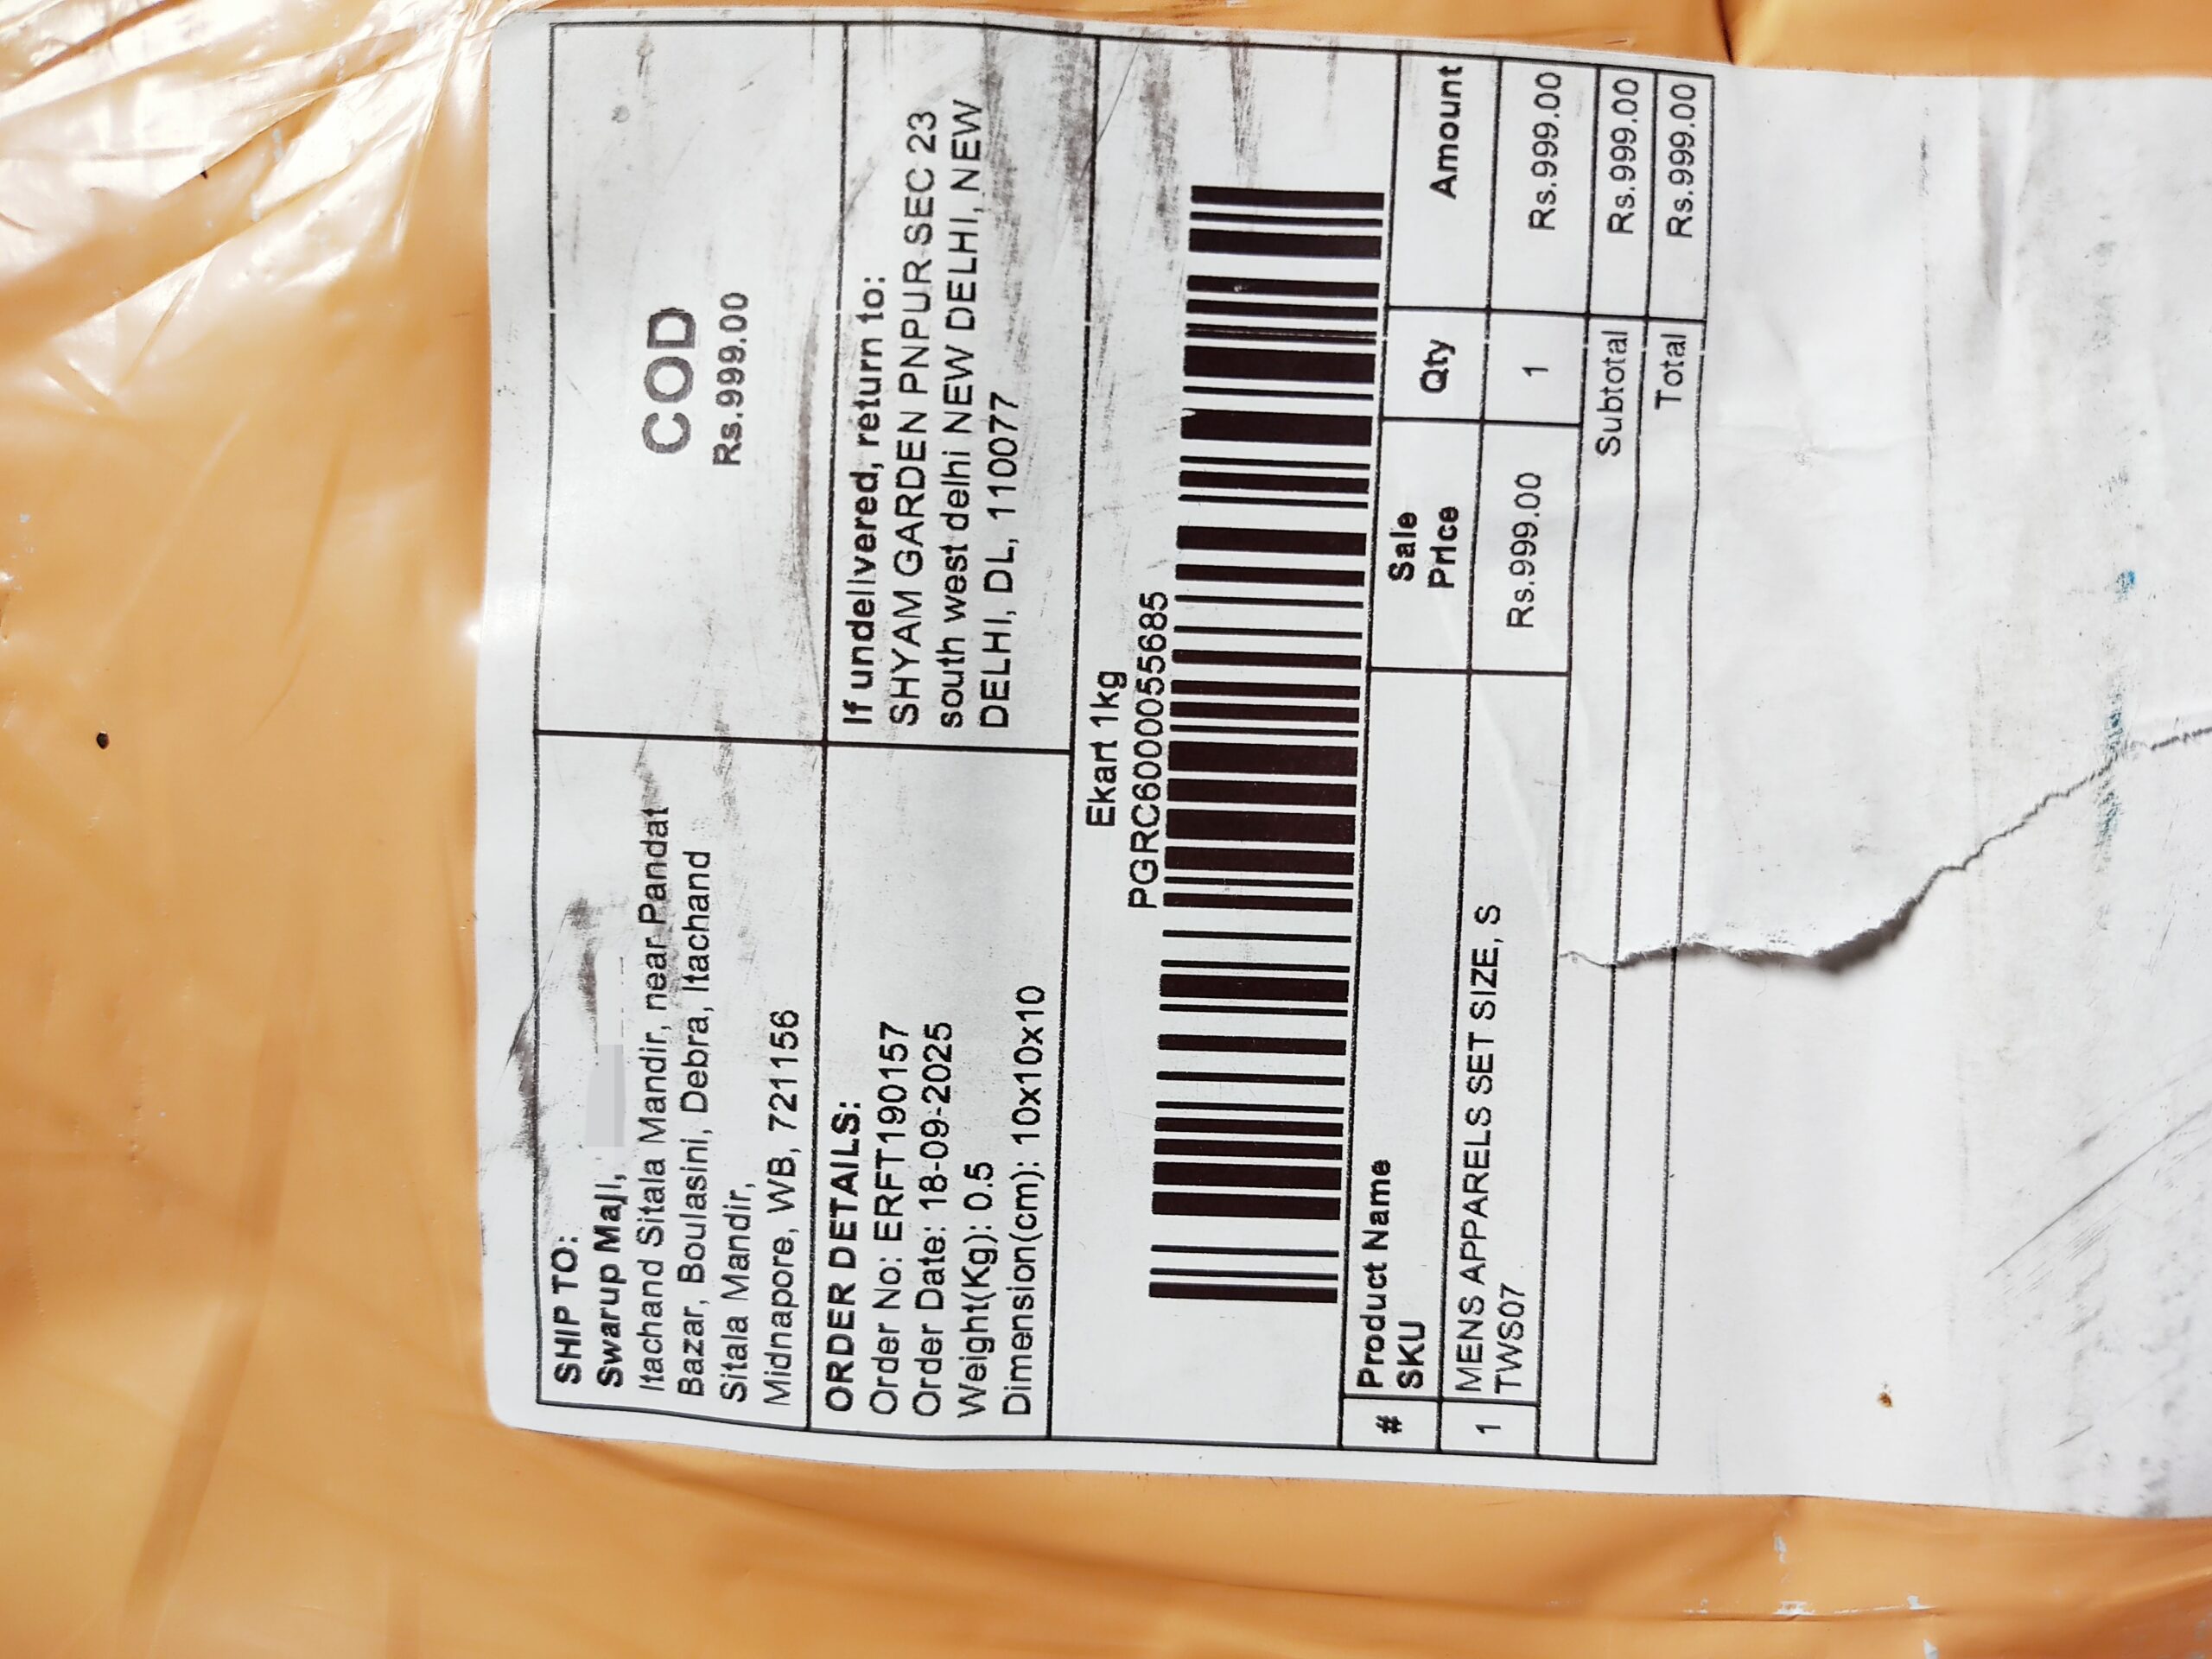 SHIP TO:
Swarup Maji,
Itachand Sitala Mandir, near Pandat
Bazar, Boulasini, Debra, Itachand
Sitala Mandir,
Midnapore, WB, 721156
COD
Rs.999.00
ORDER DETAILS:
Order No: ERFT190157
Order Date: 18-09-2025
Weight(Kg): 0.5
Dimension(cm): 10x10x10
If undelivered, return to:
SHYAM GARDEN PNPUR SEC 23
south west delhi NEW DELHI, NEW
DELHI, DL, 110077
Ekart 1kg
PGRC6000055685
# Product Name SKU Sale Price Qty Amount
1 MENS APPARELS SET SIZE, S TWS07 Rs.999.00 1 Rs.999.00
Subtotal Rs.999.00
Total Rs.999.00